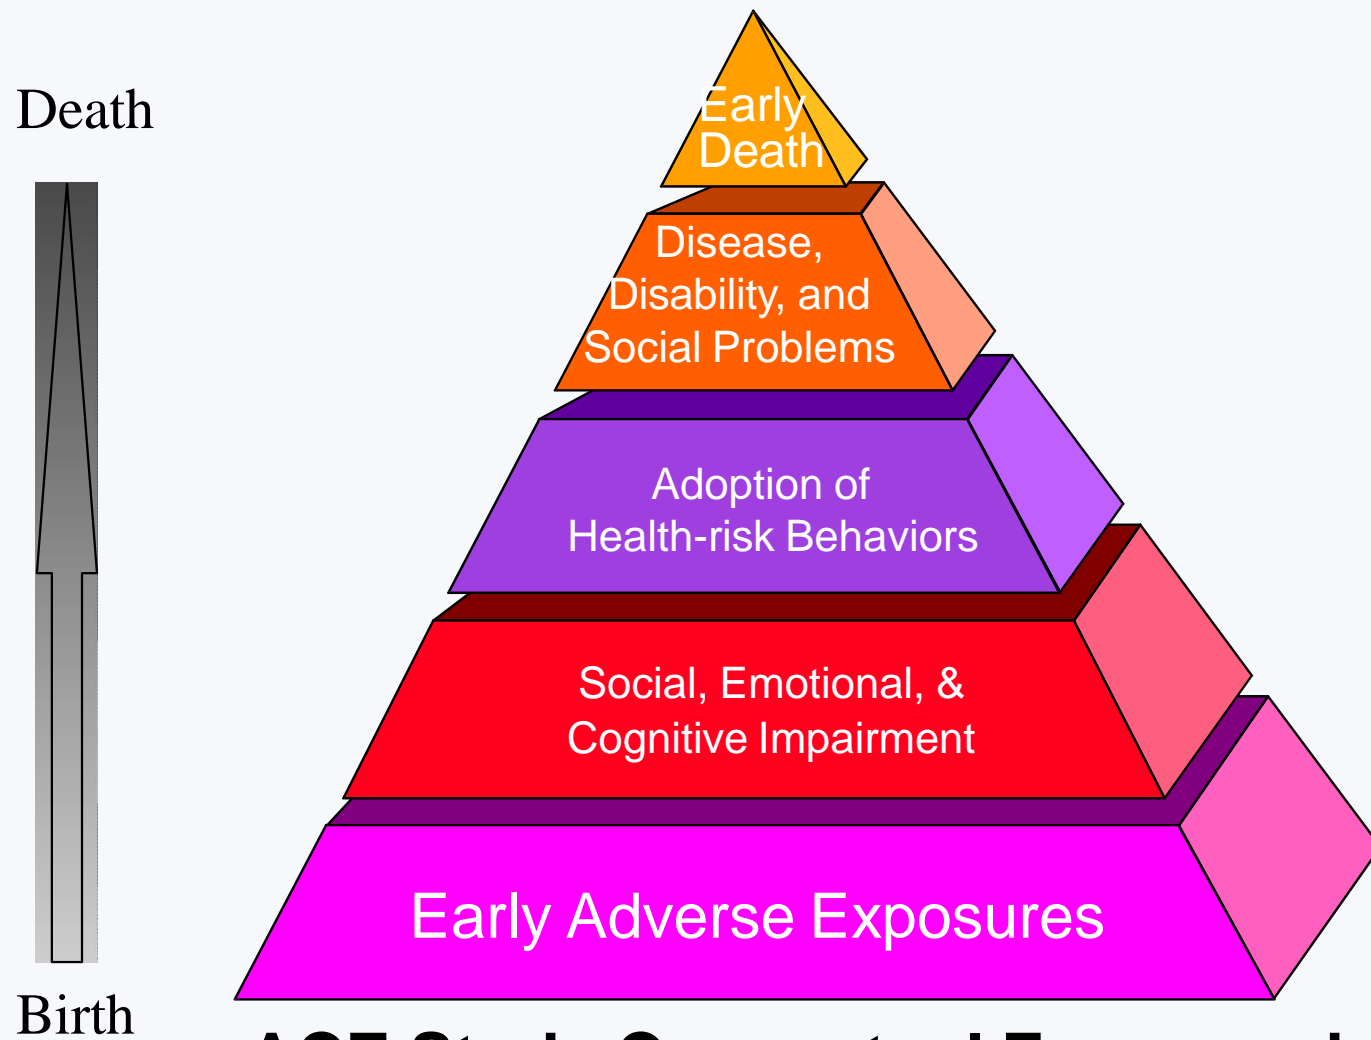 Death
Early
Death
Disease,
Disability, and
Social Problems
Adoption of
Health-risk Behaviors
Social, Emotional, &
Cognitive Impairment
Early Adverse Exposures
Birth